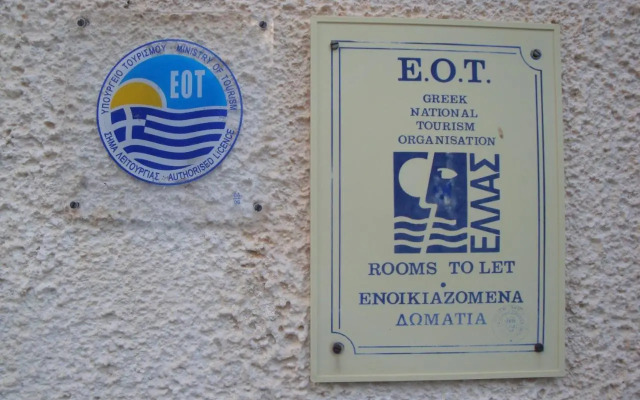 ΥΠΟΥΡΓΕΙΟ ΤΟΥΡΙΣΜΟΥ - MINISTRY OF TOURISM
ΕΟΤ
ΣΗΜΑ ΛΕΙΤΟΥΡΓΙΑΣ - AUTHORISED LICENCE
Ε.Ο.Τ.
GREEK
NATIONAL
TOURISM
ORGANISATION
ΕΛΛΑΣ
ROOMS TO LET
•
ΕΝΟΙΚΙΑΖΟΜΕΝΑ
ΔΩΜΑΤΙΑ